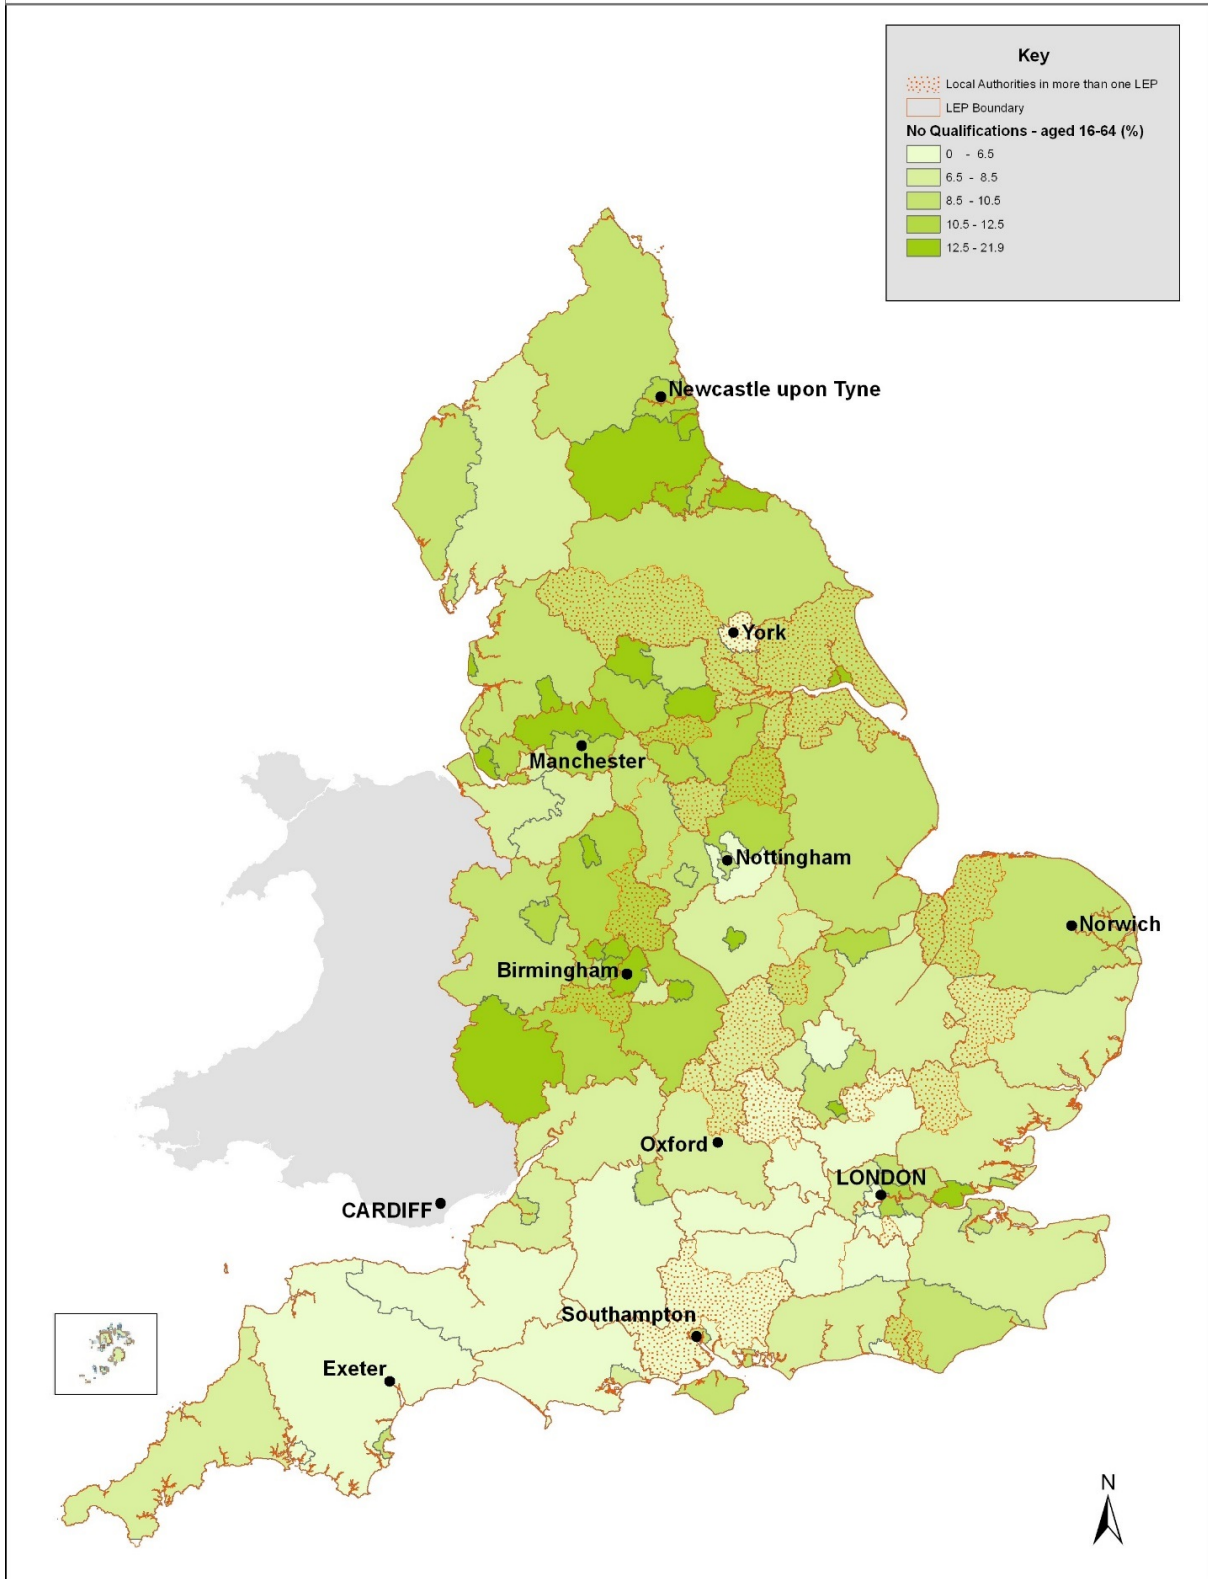 Key
Local Authorities in more than one LEP
LEP Boundary
No Qualifications - aged 16-64 (%)
0 - 6.5
6.5 - 8.5
8.5 - 10.5
10.5 - 12.5
12.5 - 21.9
Newcastle upon Tyne
York
Manchester
Nottingham
Norwich
Birmingham
Oxford
LONDON
CARDIFF
Southampton
Exeter
N